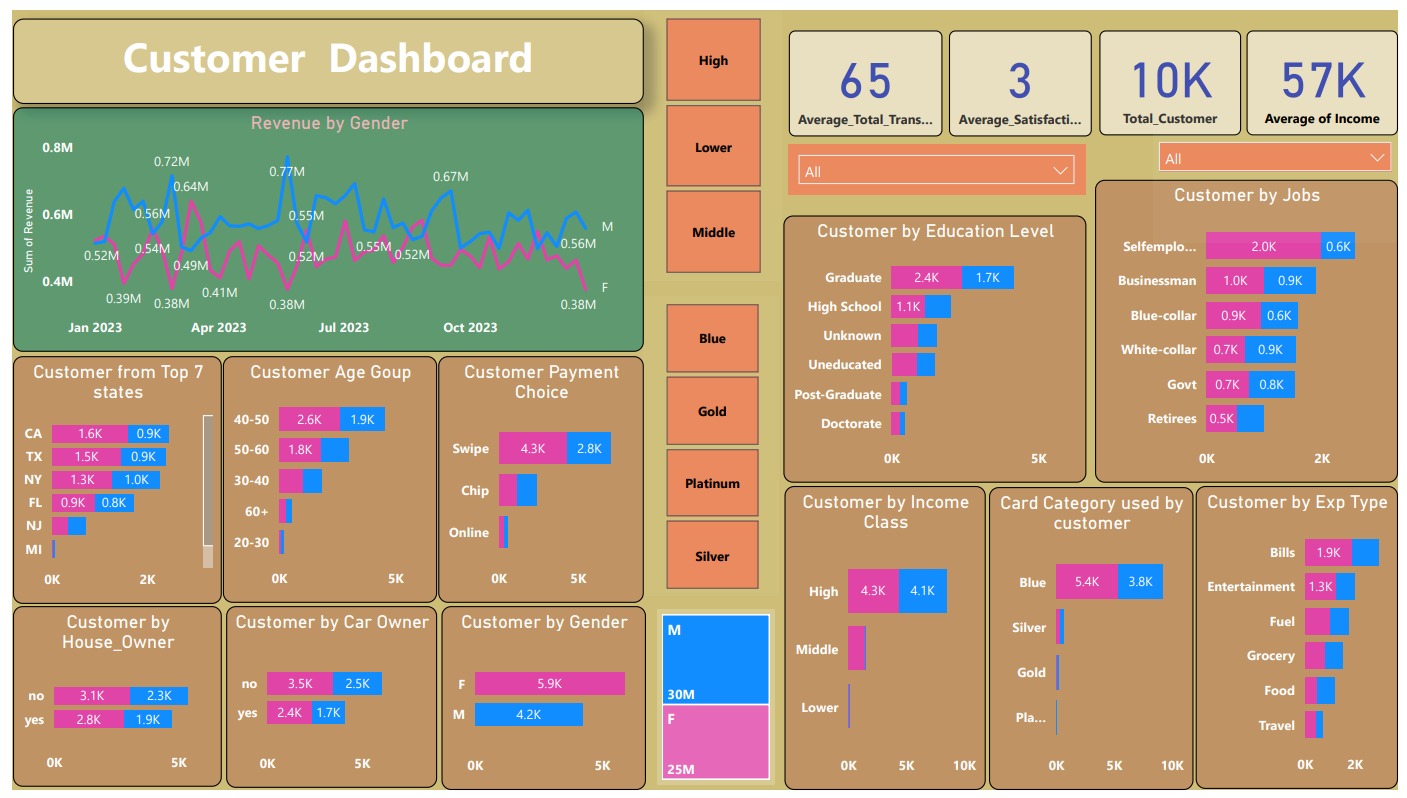 Customer Dashboard
Revenue by Gender
Sum of Revenue
0.8M
0.6M
0.4M
0.72M
0.64M
0.77M
0.67M
0.56M
0.55M
0.54M
0.52M
0.49M
0.52M
0.55M
0.52M
0.56M
0.39M
0.38M
0.41M
0.38M
0.38M
M
F
Jan 2023
Apr 2023
Jul 2023
Oct 2023
High
Lower
Middle
Blue
Gold
Platinum
Silver
65
Average_Total_Trans...
3
Average_Satisfacti...
10K
Total_Customer
57K
Average of Income
All
All
Customer by Education Level
Graduate 2.4K 1.7K
High School 1.1K
Unknown
Uneducated
Post-Graduate
Doctorate
0K 5K
Customer by Jobs
Selfemplo... 2.0K 0.6K
Businessman 1.0K 0.9K
Blue-collar 0.9K 0.6K
White-collar 0.7K 0.9K
Govt 0.7K 0.8K
Retirees 0.5K
0K 2K
Customer from Top 7
states
CA 1.6K 0.9K
TX 1.5K 0.9K
NY 1.3K 1.0K
FL 0.9K 0.8K
NJ
MI
0K 2K
Customer Age Goup
40-50 2.6K 1.9K
50-60 1.8K
30-40
60+
20-30
0K 5K
Customer Payment
Choice
Swipe 4.3K 2.8K
Chip
Online
0K 5K
Customer by
House_Owner
no 3.1K 2.3K
yes 2.8K 1.9K
0K 5K
Customer by Car Owner
no 3.5K 2.5K
yes 2.4K 1.7K
0K 5K
Customer by Gender
F 5.9K
M 4.2K
0K 5K
M
30M
F
25M
Customer by Income
Class
High 4.3K 4.1K
Middle
Lower
0K 5K 10K
Card Category used by
customer
Blue 5.4K 3.8K
Silver
Gold
Pla...
0K 5K 10K
Customer by Exp Type
Bills 1.9K
Entertainment 1.3K
Fuel
Grocery
Food
Travel
0K 2K